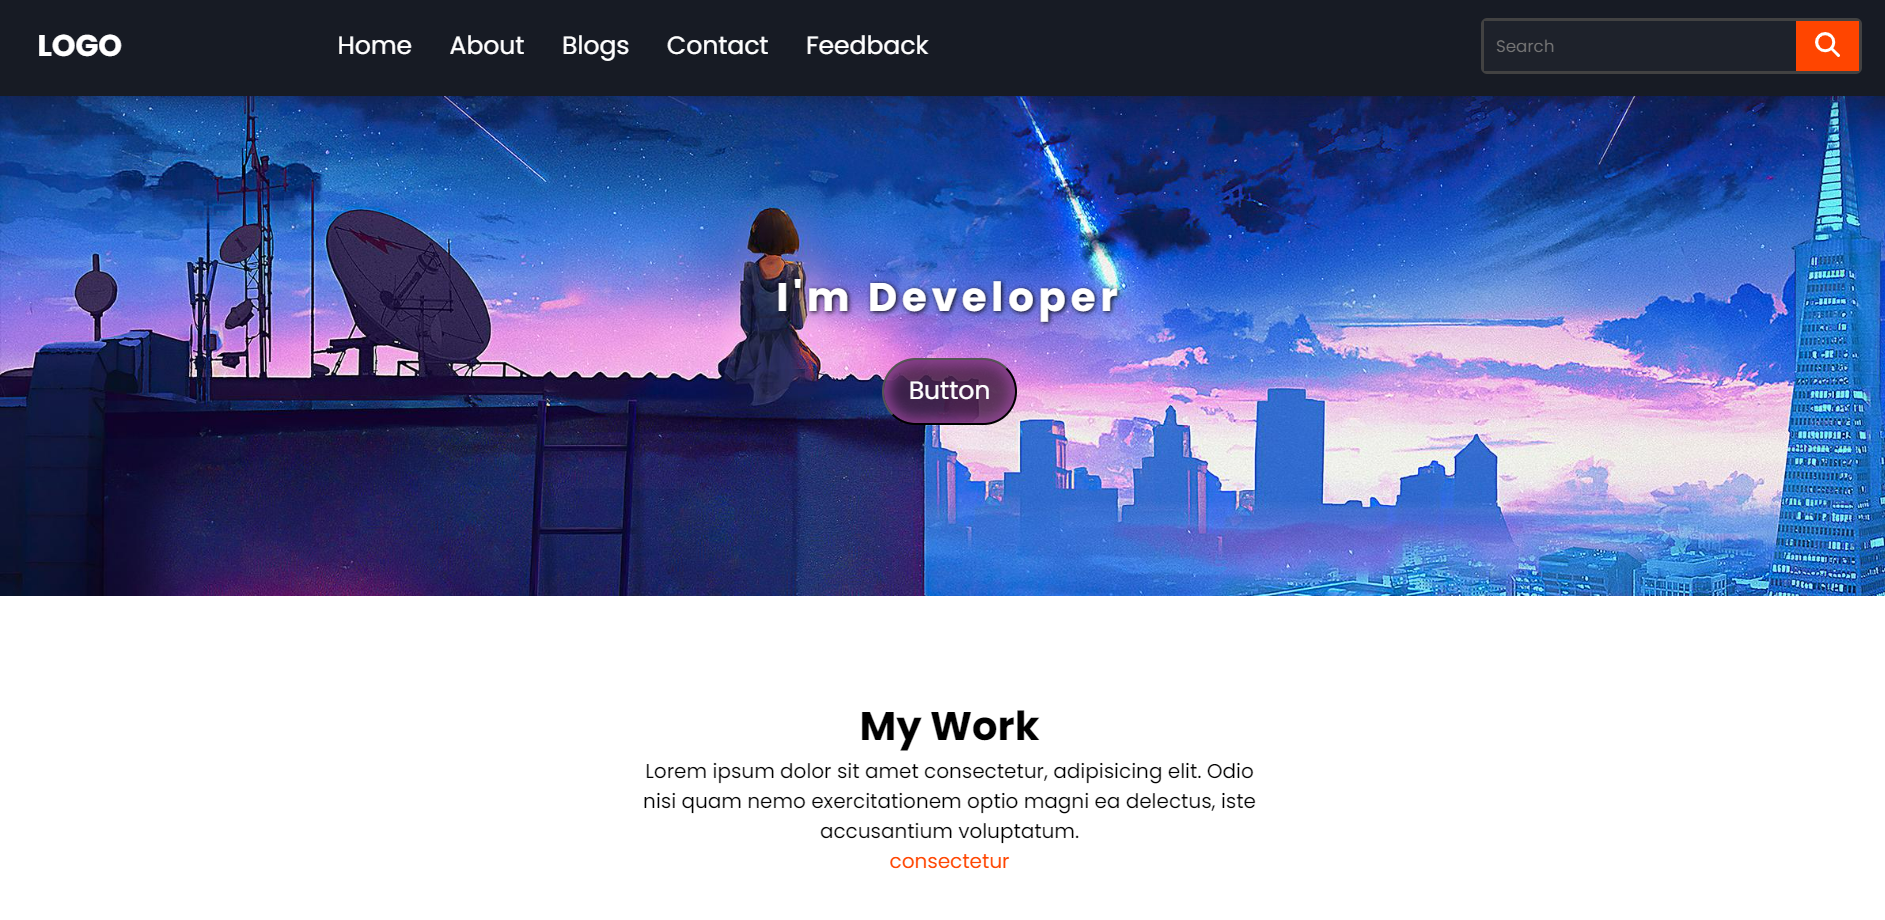 LOGO
Home About Blogs Contact Feedback
Search
I'm Developer
Button
My Work
Lorem ipsum dolor sit amet consectetur, adipisicing elit. Odio
nisi quam nemo exercitationem optio magni ea delectus, iste
accusantium voluptatum.
consectetur